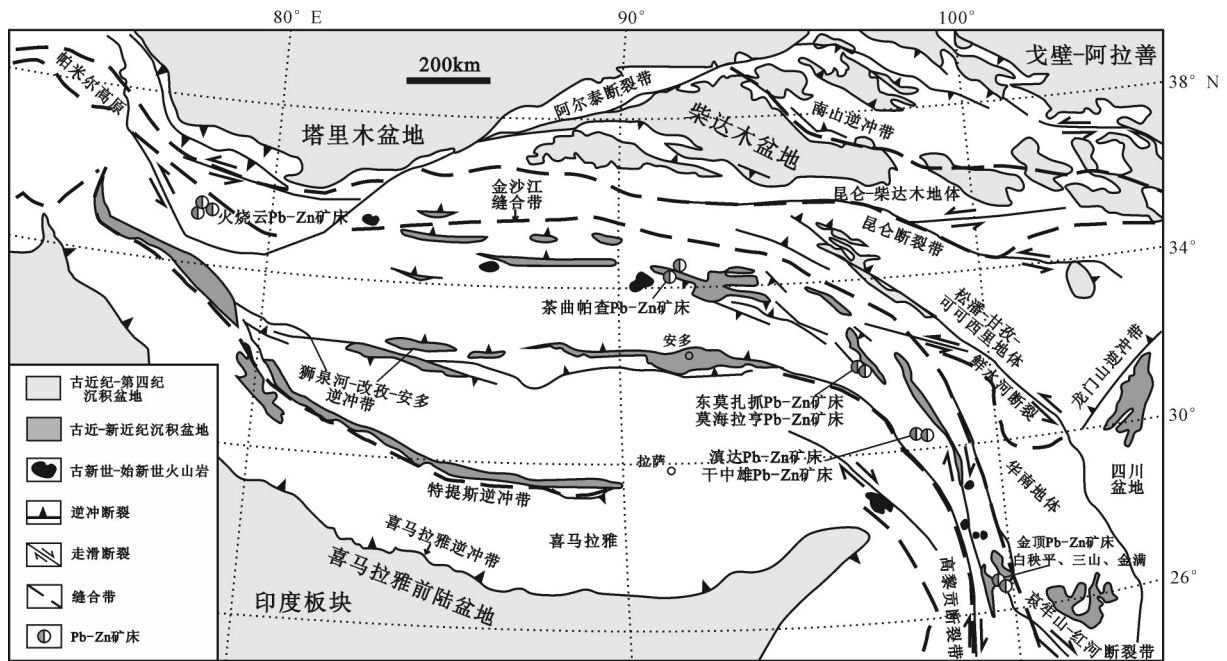 80° E
90°
100°
200km
戈壁-阿拉善
38° N
帕米尔高原
塔里木盆地
阿尔泰断裂带
柴达木盆地
南山逆冲带
昆仑-柴达木地体
金沙江
缝合带
火烧云Pb-Zn矿床
昆仑断裂带
34°
茶曲帕查Pb-Zn矿床
松潘-甘孜-
可可西里地体
安多
鲜水河断裂
龙门山逆冲带
狮泉河-改孜-安多
逆冲带
东莫扎抓Pb-Zn矿床
莫海拉亨Pb-Zn矿床
30°
滇达Pb-Zn矿床
干中雄Pb-Zn矿床
拉萨
四川
盆地
华南地体
特提斯逆冲带
喜马拉雅
喜马拉雅逆冲带
喜马拉雅前陆盆地
印度板块
金顶Pb-Zn矿床
白秧平、三山、金满
26°
高黎贡断裂带
哀牢山-红河断裂带
古近纪-第四纪
沉积盆地
古近-新近纪沉积盆地
古新世-始新世火山岩
逆冲断裂
走滑断裂
缝合带
Pb-Zn矿床
80°
90°
100°